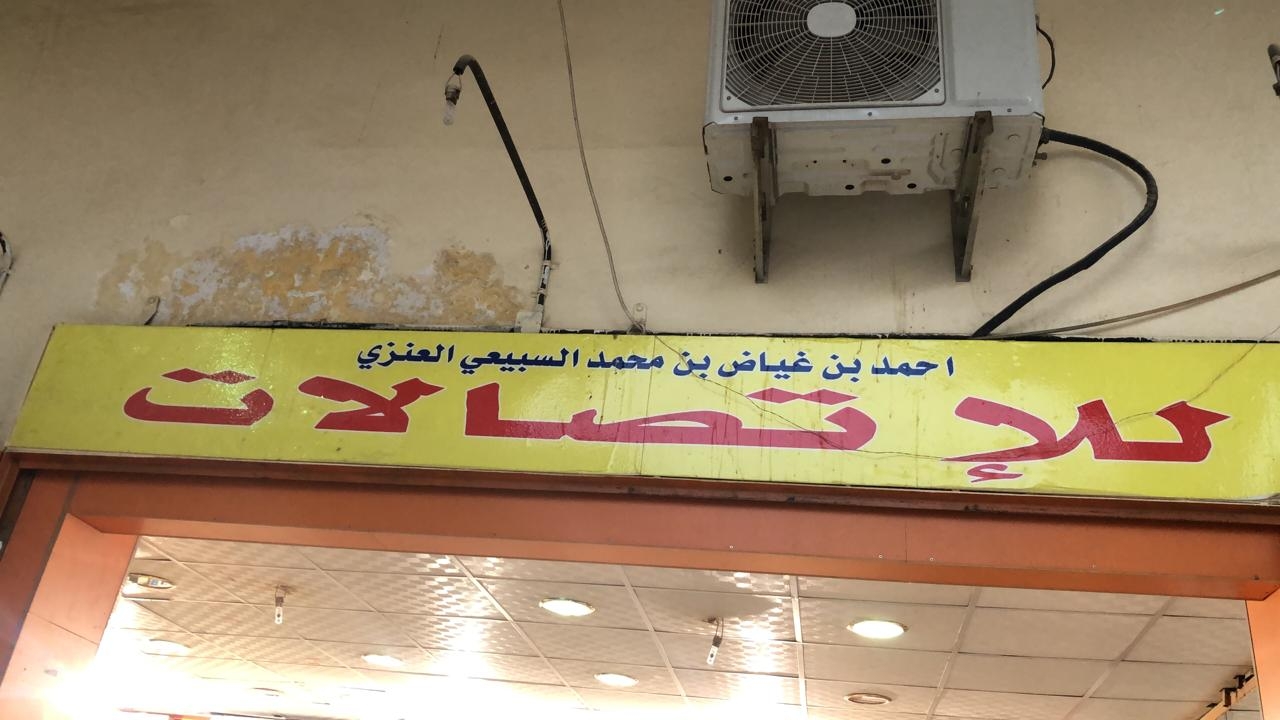 احمد بن غياض بن محمد السبيعي العنزي
للإتصالات